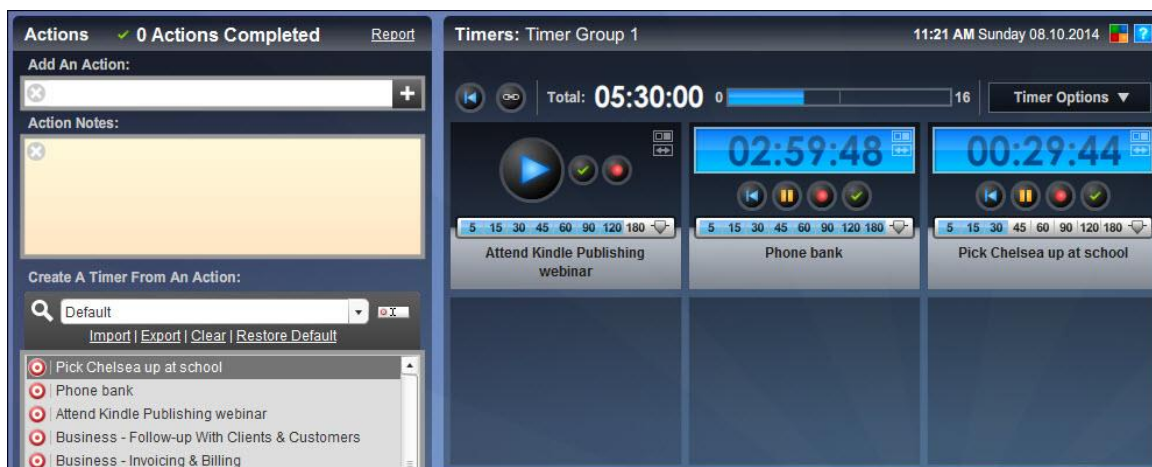 Actions ✓ 0 Actions Completed Report
Add An Action:
Action Notes:
Create A Timer From An Action:
Default
Import | Export | Clear | Restore Default
Pick Chelsea up at school
Phone bank
Attend Kindle Publishing webinar
Business - Follow-up With Clients & Customers
Business - Invoicing & Billing
Timers: Timer Group 1 11:21 AM Sunday 08.10.2014 ?
Total: 05:30:00 0 16 Timer Options ▼
5 15 30 45 60 90 120 180
Attend Kindle Publishing
webinar
02:59:48
5 15 30 45 60 90 120 180
Phone bank
00:29:44
5 15 30 45 60 90 120 180
Pick Chelsea up at school